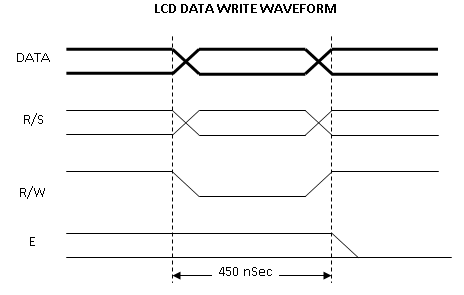 LCD DATA WRITE WAVEFORM
DATA
R/S
R/W
E
450 nSec